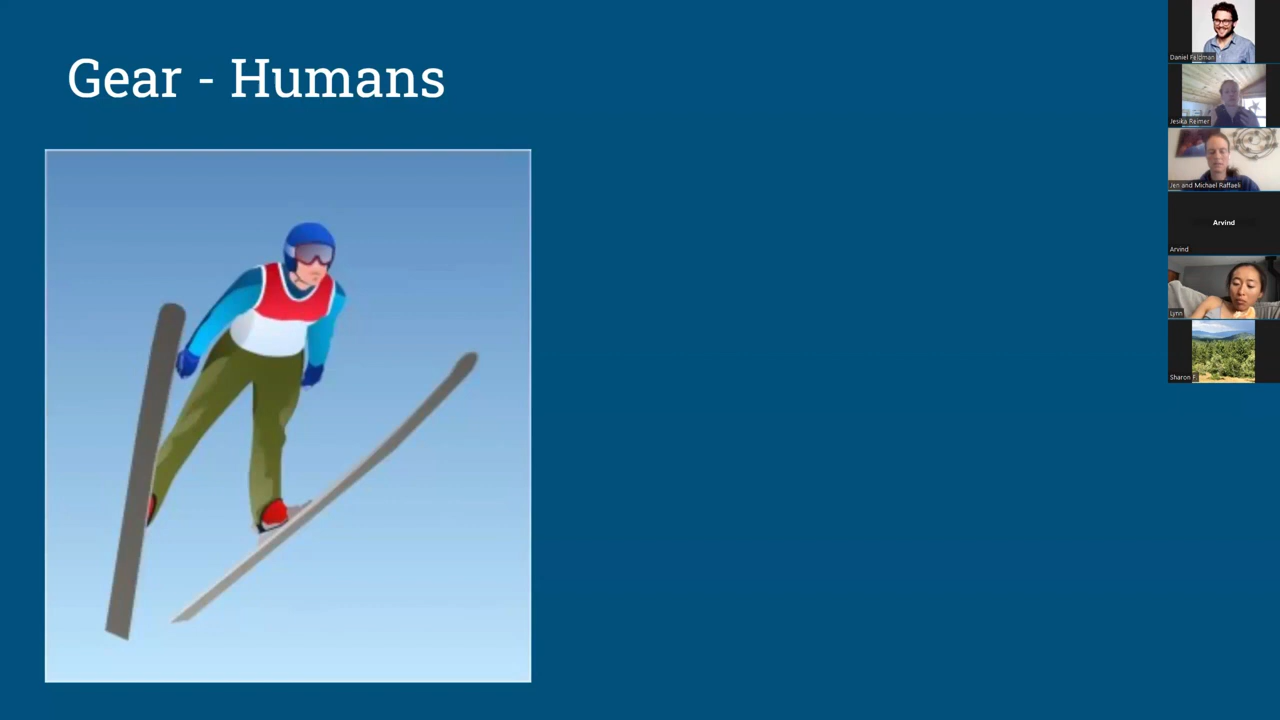 Gear - Humans
Daniel Feldman
Jesika Reimer
Jen and Michael Raffaeli
Arvind
Arvind
Lynn
Sharon F